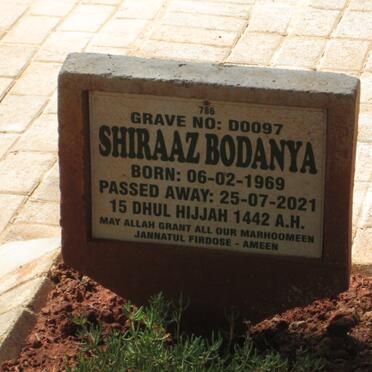 786
GRAVE NO: D0097
SHIRAAZ BODANYA
BORN: 06-02-1969
PASSED AWAY: 25-07-2021
15 DHUL HIJJAH 1442 A.H.
MAY ALLAH GRANT ALL OUR MARHOOMEEN
JANNATUL FIRDOSE - AMEEN